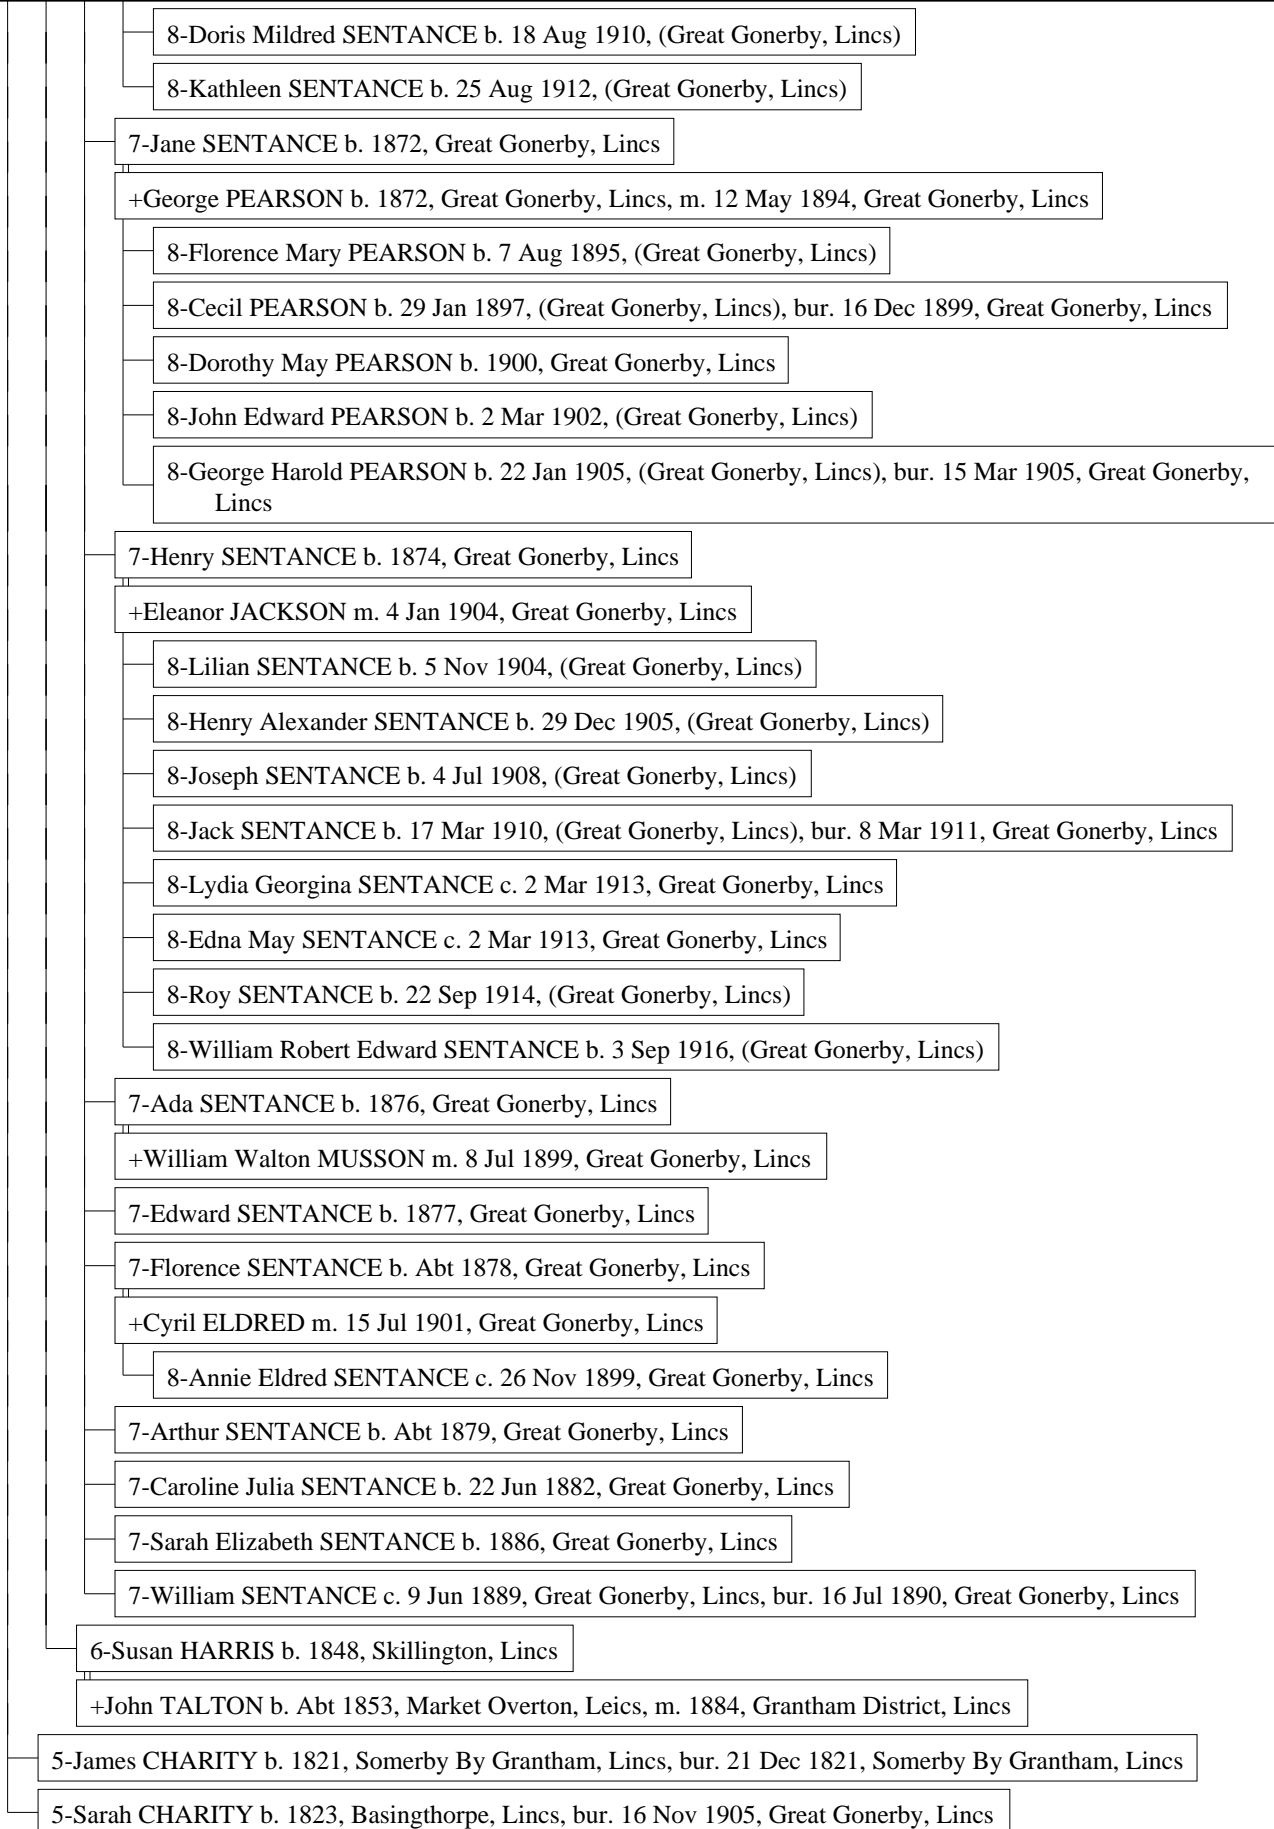 8-Doris Mildred SENTANCE b. 18 Aug 1910, (Great Gonerby, Lincs)
8-Kathleen SENTANCE b. 25 Aug 1912, (Great Gonerby, Lincs)
7-Jane SENTANCE b. 1872, Great Gonerby, Lincs
+George PEARSON b. 1872, Great Gonerby, Lincs, m. 12 May 1894, Great Gonerby, Lincs
8-Florence Mary PEARSON b. 7 Aug 1895, (Great Gonerby, Lincs)
8-Cecil PEARSON b. 29 Jan 1897, (Great Gonerby, Lincs), bur. 16 Dec 1899, Great Gonerby, Lincs
8-Dorothy May PEARSON b. 1900, Great Gonerby, Lincs
8-John Edward PEARSON b. 2 Mar 1902, (Great Gonerby, Lincs)
8-George Harold PEARSON b. 22 Jan 1905, (Great Gonerby, Lincs), bur. 15 Mar 1905, Great Gonerby,
Lincs
7-Henry SENTANCE b. 1874, Great Gonerby, Lincs
+Eleanor JACKSON m. 4 Jan 1904, Great Gonerby, Lincs
8-Lilian SENTANCE b. 5 Nov 1904, (Great Gonerby, Lincs)
8-Henry Alexander SENTANCE b. 29 Dec 1905, (Great Gonerby, Lincs)
8-Joseph SENTANCE b. 4 Jul 1908, (Great Gonerby, Lincs)
8-Jack SENTANCE b. 17 Mar 1910, (Great Gonerby, Lincs), bur. 8 Mar 1911, Great Gonerby, Lincs
8-Lydia Georgina SENTANCE c. 2 Mar 1913, Great Gonerby, Lincs
8-Edna May SENTANCE c. 2 Mar 1913, Great Gonerby, Lincs
8-Roy SENTANCE b. 22 Sep 1914, (Great Gonerby, Lincs)
8-William Robert Edward SENTANCE b. 3 Sep 1916, (Great Gonerby, Lincs)
7-Ada SENTANCE b. 1876, Great Gonerby, Lincs
+William Walton MUSSON m. 8 Jul 1899, Great Gonerby, Lincs
7-Edward SENTANCE b. 1877, Great Gonerby, Lincs
7-Florence SENTANCE b. Abt 1878, Great Gonerby, Lincs
+Cyril ELDRED m. 15 Jul 1901, Great Gonerby, Lincs
8-Annie Eldred SENTANCE c. 26 Nov 1899, Great Gonerby, Lincs
7-Arthur SENTANCE b. Abt 1879, Great Gonerby, Lincs
7-Caroline Julia SENTANCE b. 22 Jun 1882, Great Gonerby, Lincs
7-Sarah Elizabeth SENTANCE b. 1886, Great Gonerby, Lincs
7-William SENTANCE c. 9 Jun 1889, Great Gonerby, Lincs, bur. 16 Jul 1890, Great Gonerby, Lincs
6-Susan HARRIS b. 1848, Skillington, Lincs
+John TALTON b. Abt 1853, Market Overton, Leics, m. 1884, Grantham District, Lincs
5-James CHARITY b. 1821, Somerby By Grantham, Lincs, bur. 21 Dec 1821, Somerby By Grantham, Lincs
5-Sarah CHARITY b. 1823, Basingthorpe, Lincs, bur. 16 Nov 1905, Great Gonerby, Lincs